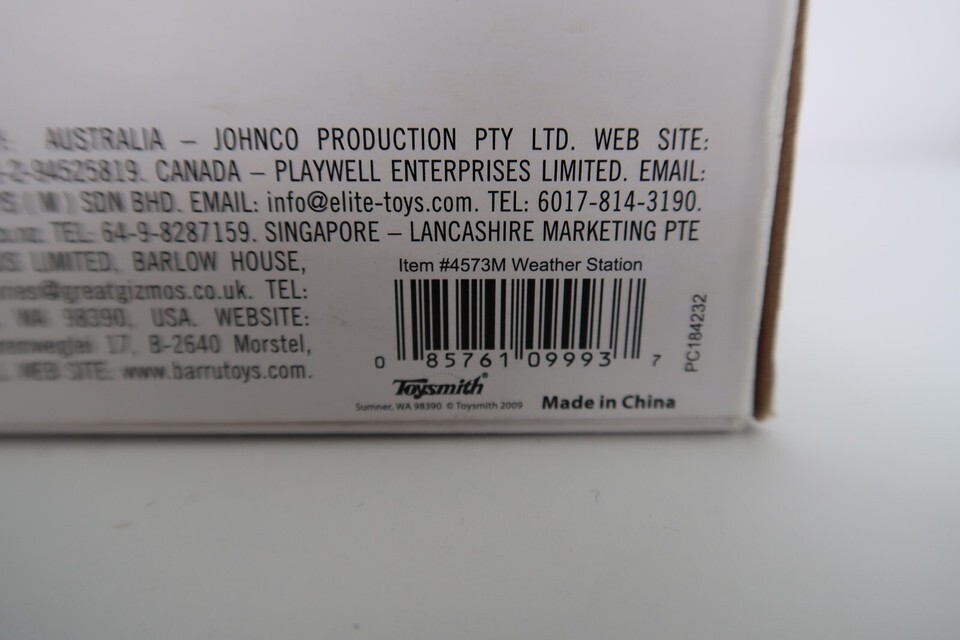 AUSTRALIA – JOHNCO PRODUCTION PTY LTD. WEB SITE:
-2-94525819. CANADA – PLAYWELL ENTERPRISES LIMITED. EMAIL:
(M) SDN BHD. EMAIL: info@elite-toys.com. TEL: 6017-814-3190.
TEL: 64-9-8287159. SINGAPORE – LANCASHIRE MARKETING PTE
LIMITED, BARLOW HOUSE,
@greatgizmos.co.uk. TEL:
WA 98390, USA. WEBSITE:
17, B-2640 Morstel,
WEB SITE: www.barrutoys.com.
Item #4573M Weather Station
0 85761 09993 7
PC184232
Toysmith®
Sumner, WA 98390 © Toysmith 2009 Made in China